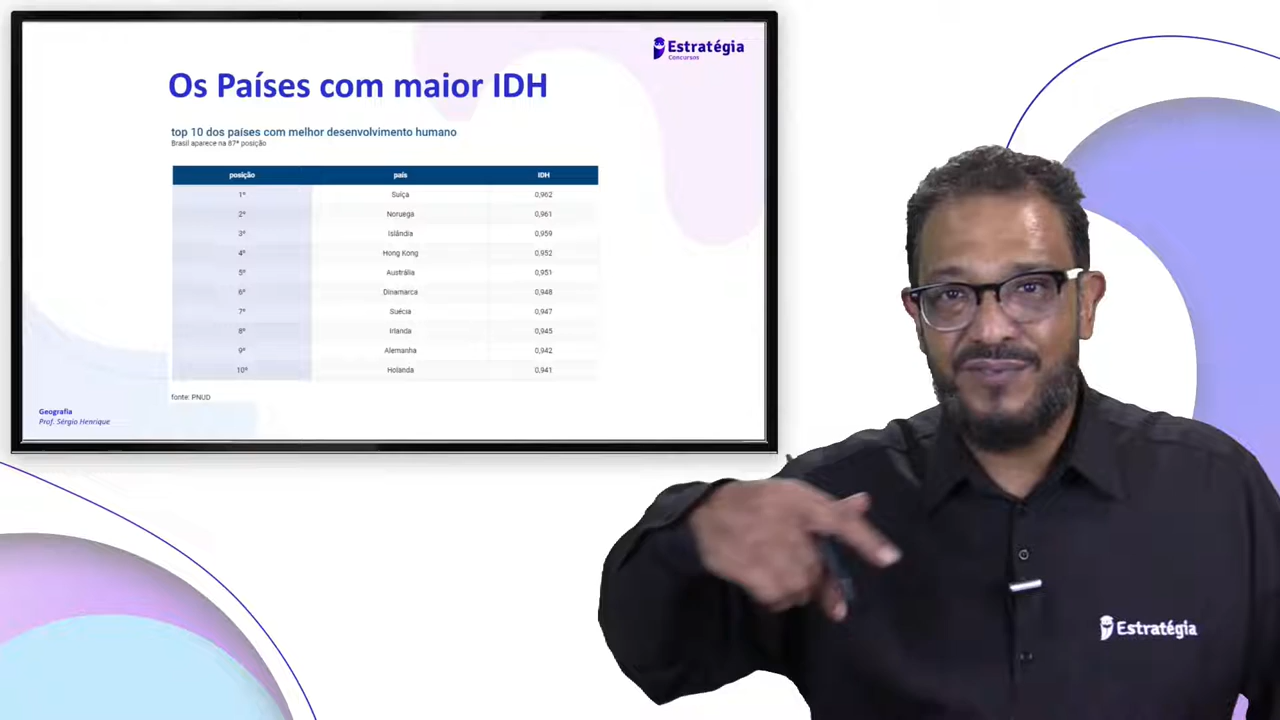 Estratégia
Concursos
Os Países com maior IDH
top 10 dos países com melhor desenvolvimento humano
Brasil aparece na 87ª posição
posição país IDH
1º Suíça 0,962
2º Noruega 0,961
3º Islândia 0,959
4º Hong Kong 0,952
5º Austrália 0,951
6º Dinamarca 0,948
7º Suécia 0,947
8º Irlanda 0,945
9º Alemanha 0,942
10º Holanda 0,941
fonte: PNUD
Geografia
Prof. Sérgio Henrique
Estratégia